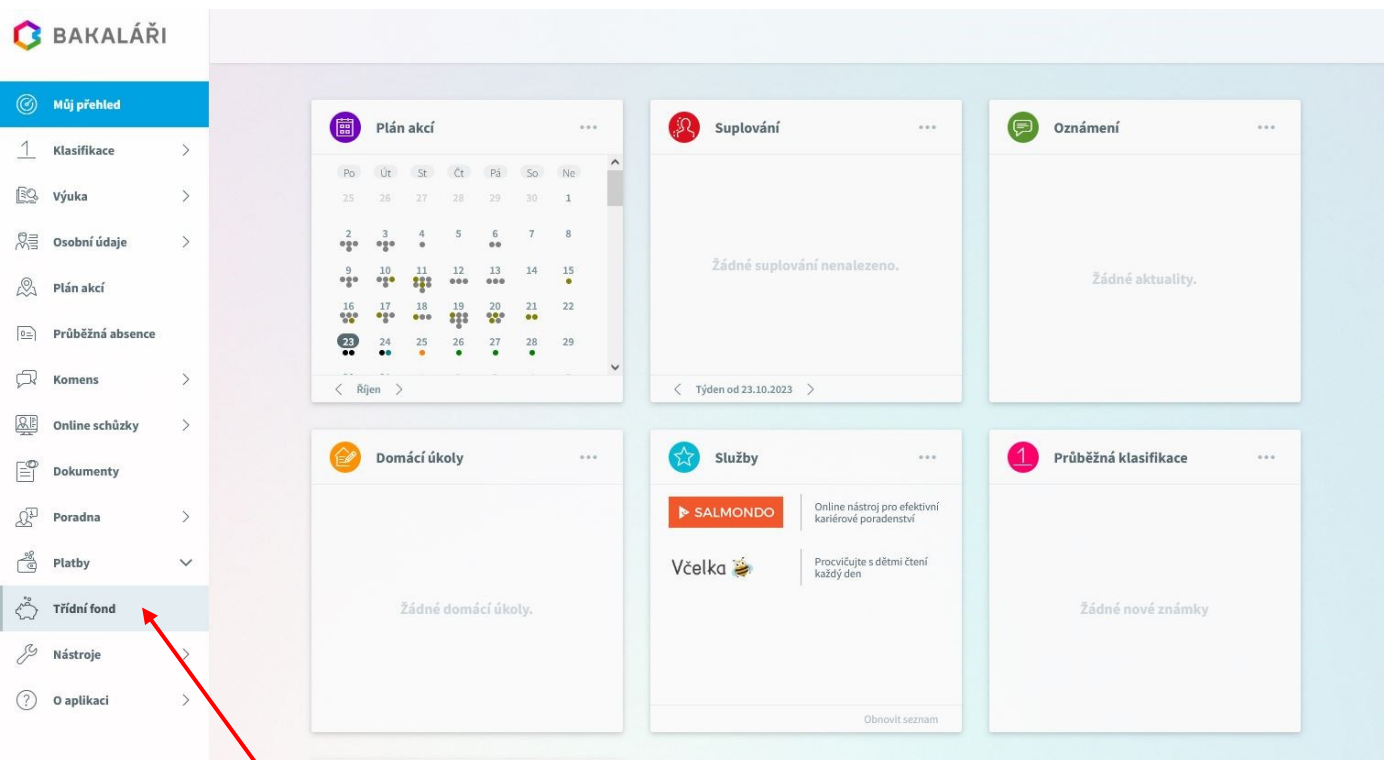 BAKALÁŘI
Můj přehled
Klasifikace
Výuka
Osobní údaje
Plán akcí
Průběžná absence
Komens
Online schůzky
Dokumenty
Poradna
Platby
Třídní fond
Nástroje
O aplikaci
Plán akcí
Po Út St Čt Pá So Ne
25 26 27 28 29 30 1
2 3 4 5 6 7 8
9 10 11 12 13 14 15
16 17 18 19 20 21 22
23 24 25 26 27 28 29
Říjen
Suplování
Žádné suplování nenalezeno.
Týden od 23.10.2023
Oznámení
Žádné aktuality.
Domácí úkoly
Žádné domácí úkoly.
Služby
SALMONDO
Online nástroj pro efektivní
kariérové poradenství
Včelka
Procvičujte s dětmi čtení
každý den
Obnovit seznam
Průběžná klasifikace
Žádné nové známky